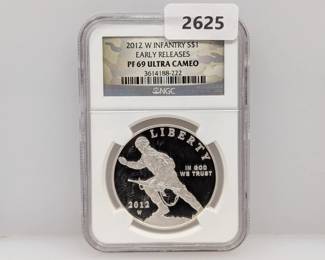 2625
2012 W INFANTRY S$1
EARLY RELEASES
PF 69 ULTRA CAMEO
3614188-222
NGC
LIBERTY
IN GOD
WE TRUST
2012
W